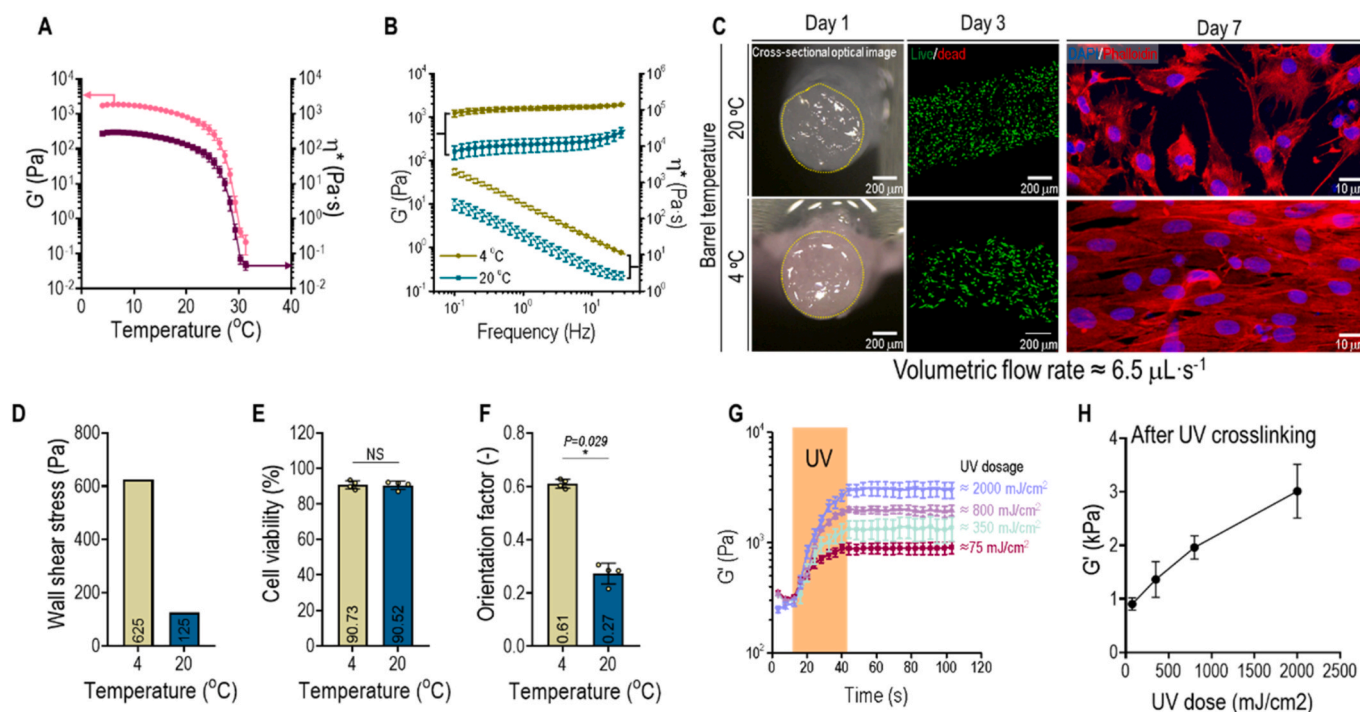 A
G' (Pa)
10⁴
10³
10²
10¹
10⁰
10⁻¹
10⁻²
0
10
20
30
40
Temperature (°C)
10⁴
10³
10²
10¹
10⁰
10⁻¹
10⁻²
η* (Pa·s)
B
G' (Pa)
10⁴
10³
10²
10¹
10⁰
10⁻¹
10⁰
10¹
Frequency (Hz)
4 °C
20 °C
10⁶
10⁵
10⁴
10³
10²
10¹
10⁰
η* (Pa·s)
C
Day 1
Day 3
Day 7
Barrel temperature
20 °C
4 °C
Cross-sectional optical image
Live/dead
DAPI/Phalloidin
200 μm
200 μm
10 μm
200 μm
200 μm
Volumetric flow rate ≈ 6.5 μL·s⁻¹
D
Wall shear stress (Pa)
800
600
400
200
0
625
125
4
20
Temperature (°C)
E
Cell viability (%)
120
100
80
60
40
20
0
NS
90.73
90.52
4
20
Temperature (°C)
F
Orientation factor (-)
0.8
0.6
0.4
0.2
0.0
P=0.029
*
0.61
0.27
4
20
Temperature (°C)
G
G' (Pa)
10⁴
10³
10²
UV
UV dosage
≈ 2000 mJ/cm²
≈ 800 mJ/cm²
≈ 350 mJ/cm²
≈75 mJ/cm²
0
20
40
60
80
100
120
Time (s)
H
After UV crosslinking
G' (kPa)
4
3
2
1
0
0
500
1000
1500
2000
2500
UV dose (mJ/cm2)